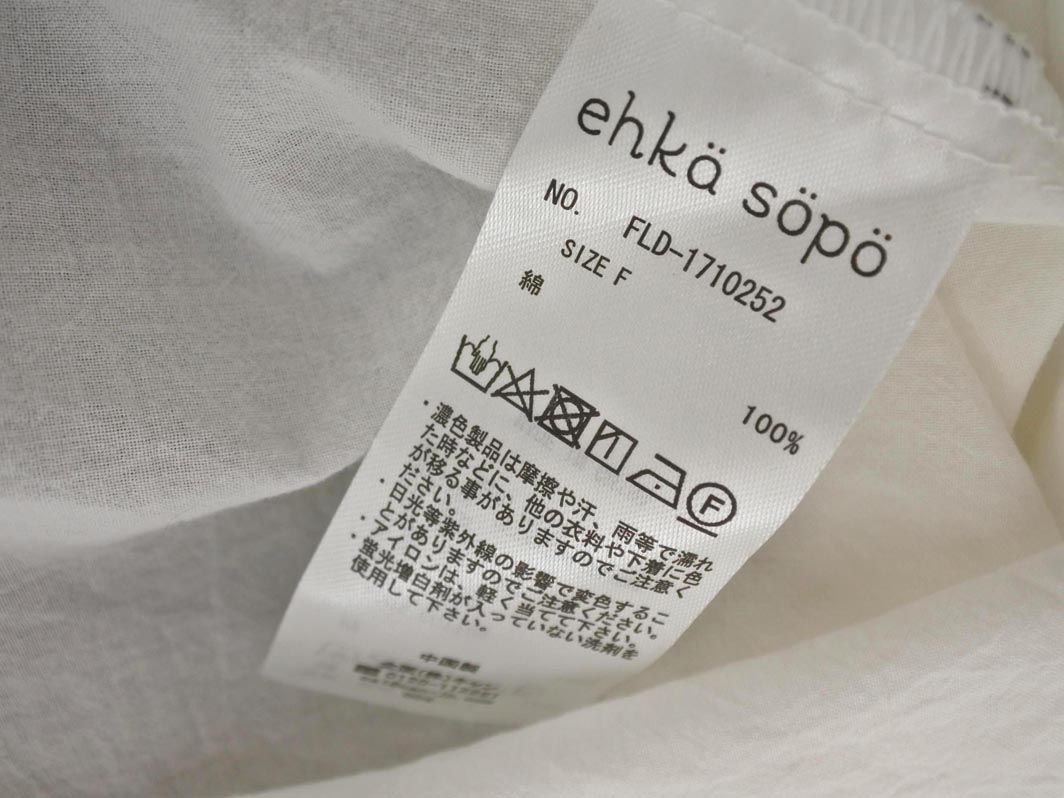 ehkä söpö
NO. FLD-1710252
SIZE F
綿 100%
F
・濃色製品は摩擦や汗、雨等で濡れ
た時などに、他の衣料や下着に色
が移る事がありますのでご注意く
ださい。
・日光等紫外線の影響で変色するこ
とがありますのでご注意ください。
・アイロンは、軽く当てて下さい。
・蛍光増白剤が入っていない洗剤を
使用して下さい。
中国製